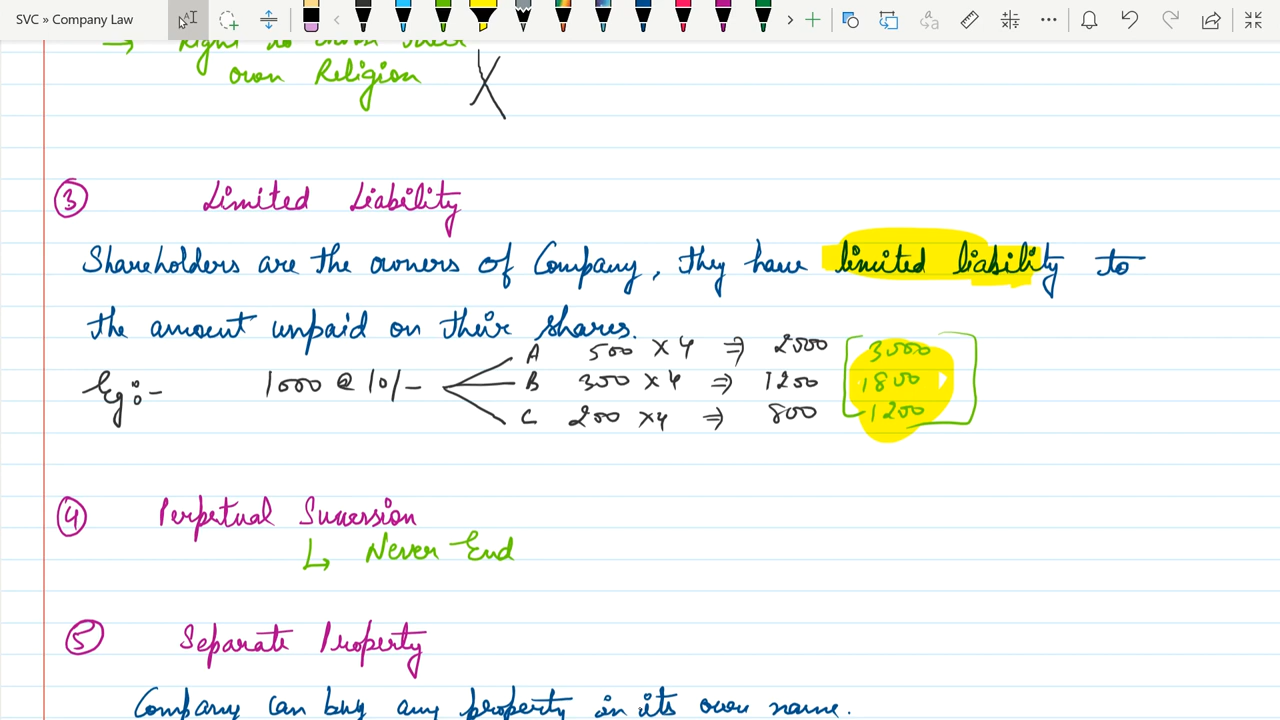 SVC » Company Law
→ Right to their
own Religion X
③ Limited Liability
Shareholders are the owners of Company, they have limited liability to
the amount unpaid on their shares.
Eg:- 1000 @ 10/-
A 500 × 4 ⇒ 2000 3000
B 300 × 4 ⇒ 1200 1800
C 200 × 4 ⇒ 800 1200
④ Perpetual Succession
↳ Never End
⑤ Separate Property
Company can buy any property in its own name.